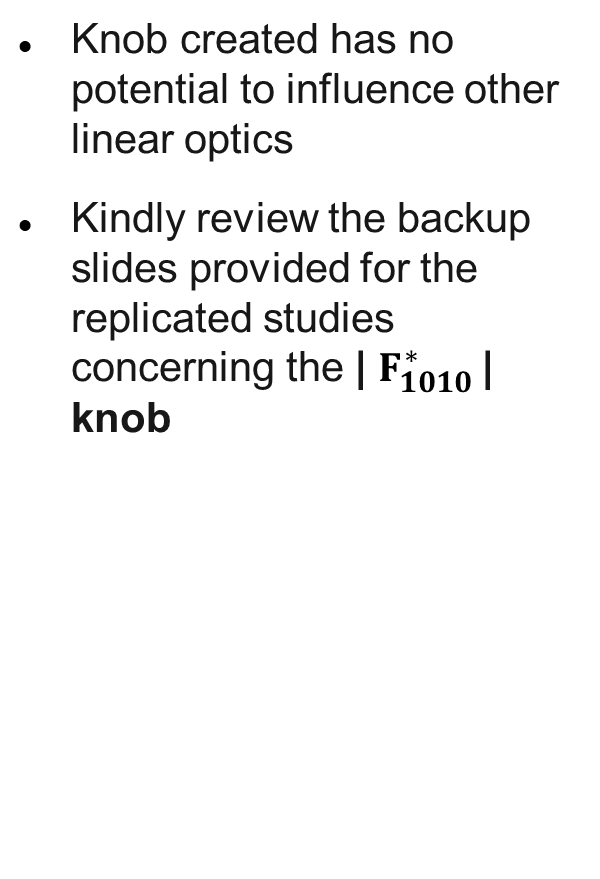 • Knob created has no
potential to influence other
linear optics
• Kindly review the backup
slides provided for the
replicated studies
concerning the | F*1010 |
knob